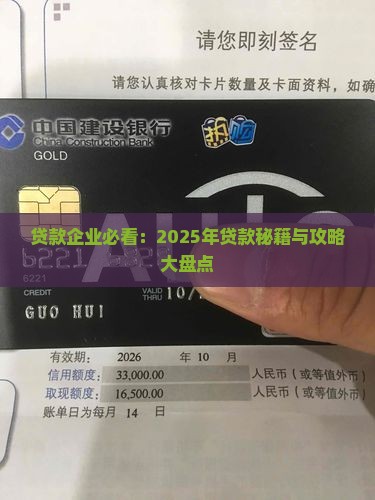 请您即刻签名
请您认真核对卡片数量及卡面资料，如确
中国建设银行
China Construction Bank
GOLD
贷款企业必看：2025年贷款秘籍与攻略
大盘点
6221
CREDIT
VALID THRU 10/
GUO HUI
有效期： 2026 年 10 月
信用额度： 33,000.00 人民币（或等值外币）
取现额度： 16,500.00 人民币（或等值外币）
账单日为每月 14 日